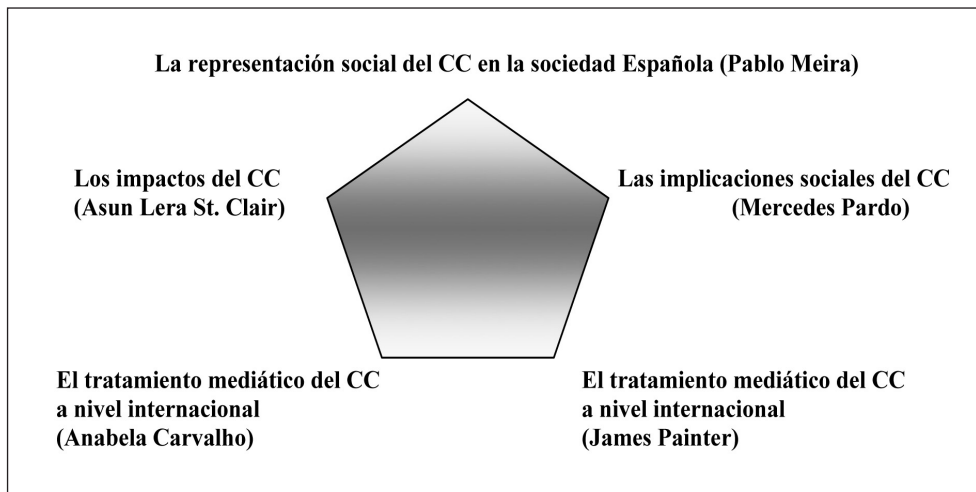 La representación social del CC en la sociedad Española (Pablo Meira)
Los impactos del CC
(Asun Lera St. Clair)
Las implicaciones sociales del CC
(Mercedes Pardo)
El tratamiento mediático del CC
a nivel internacional
(Anabela Carvalho)
El tratamiento mediático del CC
a nivel internacional
(James Painter)